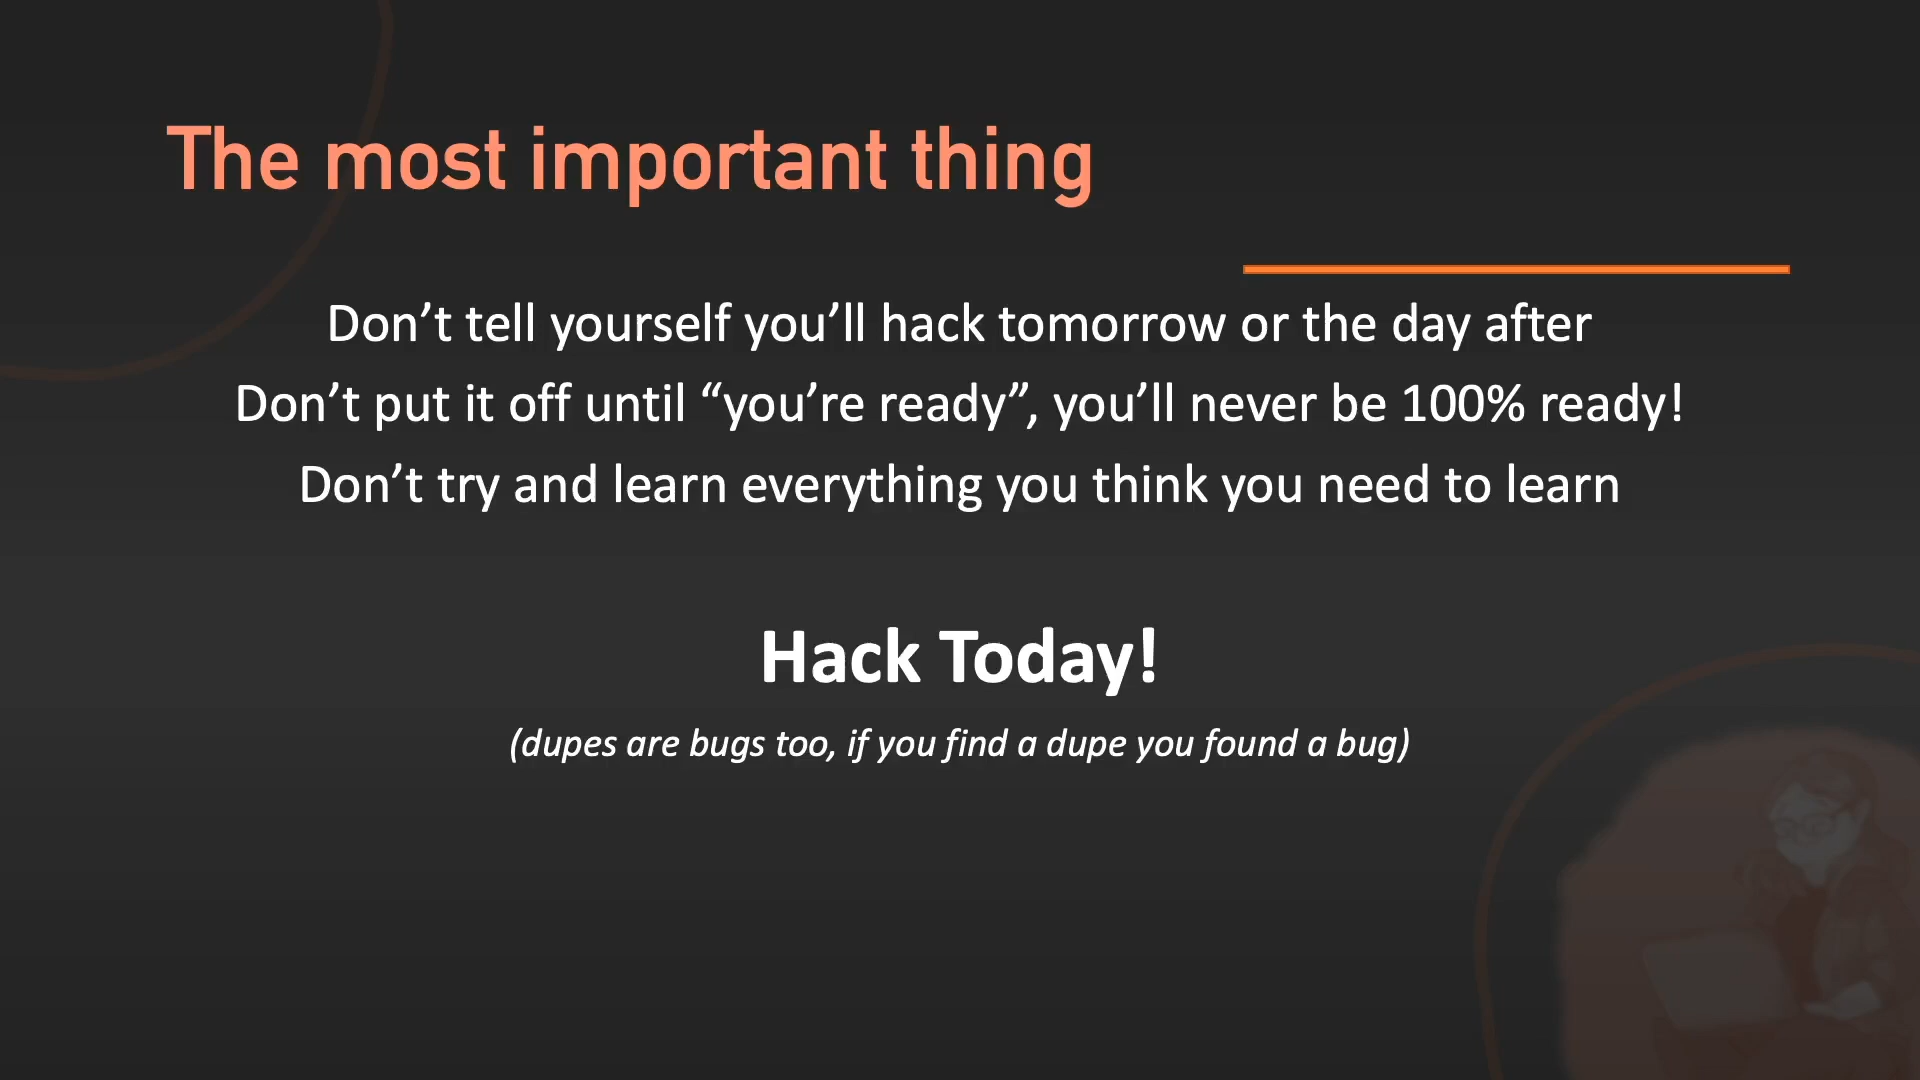 The most important thing
Don’t tell yourself you’ll hack tomorrow or the day after
Don’t put it off until “you’re ready”, you’ll never be 100% ready!
Don’t try and learn everything you think you need to learn
Hack Today!
(dupes are bugs too, if you find a dupe you found a bug)